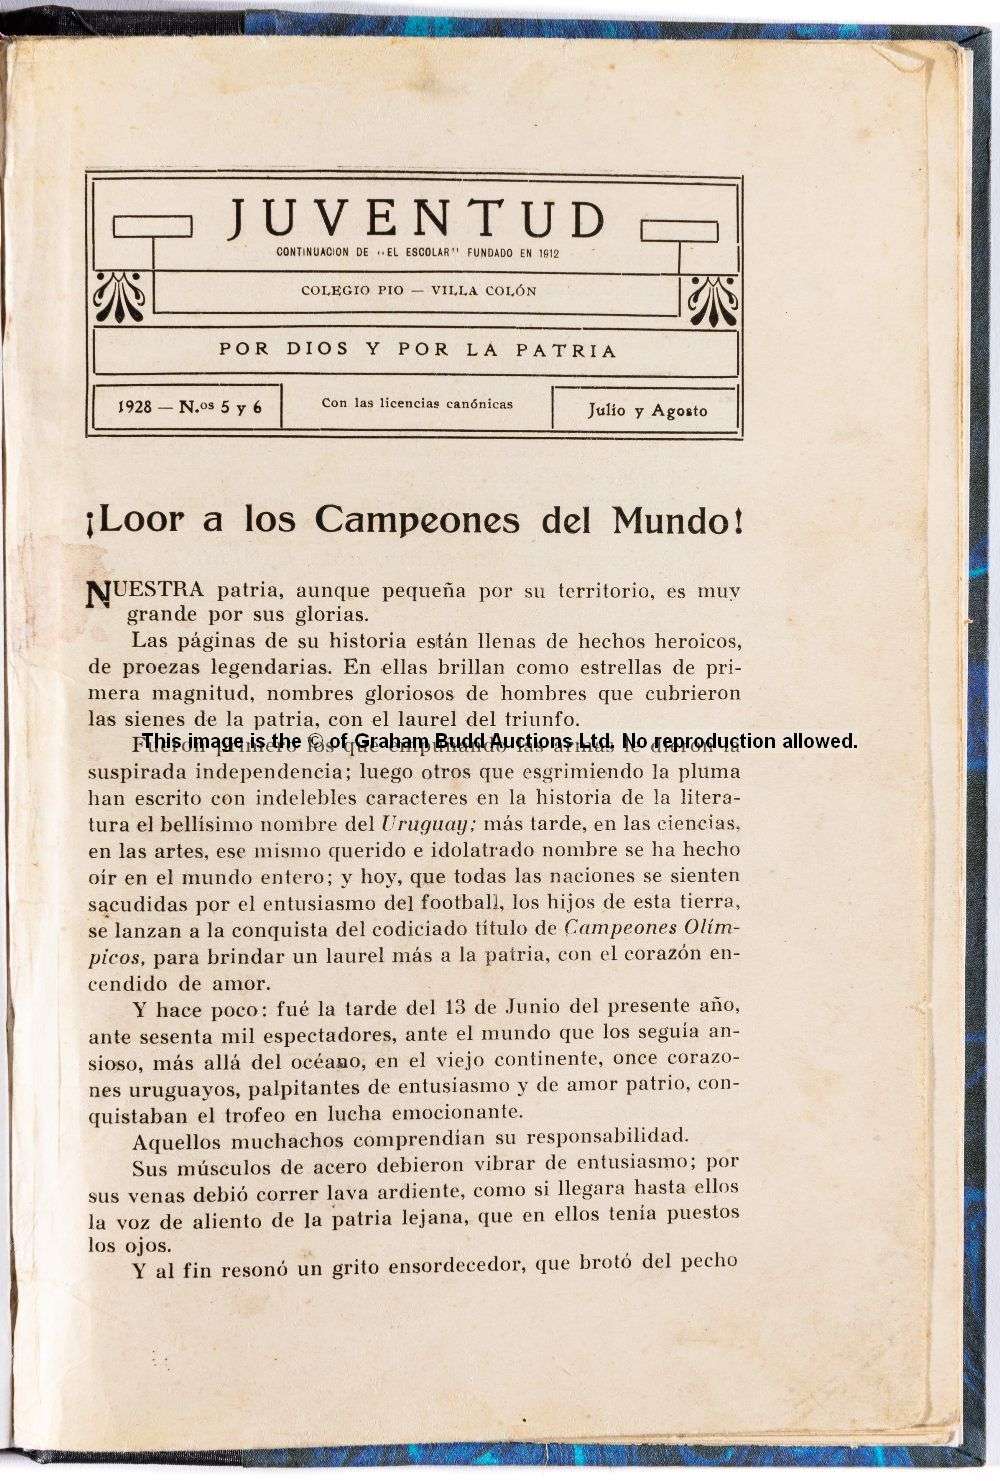 JUVENTUD
CONTINUACION DE "EL ESCOLAR" FUNDADO EN 1912
COLEGIO PIO — VILLA COLÓN
POR DIOS Y POR LA PATRIA
1928 — N.os 5 y 6
Con las licencias canónicas
Julio y Agosto
¡Loor a los Campeones del Mundo!
NUESTRA patria, aunque pequeña por su territorio, es muy
grande por sus glorias.
Las páginas de su historia están llenas de hechos heroicos,
de proezas legendarias. En ellas brillan como estrellas de pri-
mera magnitud, nombres gloriosos de hombres que cubrieron
las sienes de la patria, con el laurel del triunfo.
Fueron primero los que empuñando las armas le dieron la
This image is the © of Graham Budd Auctions Ltd. No reproduction allowed.
suspirada independencia; luego otros que esgrimiendo la pluma
han escrito con indelebles caracteres en la historia de la litera-
tura el bellísimo nombre del Uruguay; más tarde, en las ciencias,
en las artes, ese mismo querido e idolatrado nombre se ha hecho
oír en el mundo entero; y hoy, que todas las naciones se sienten
sacudidas por el entusiasmo del football, los hijos de esta tierra,
se lanzan a la conquista del codiciado título de Campeones Olím-
picos, para brindar un laurel más a la patria, con el corazón en-
cendido de amor.
Y hace poco: fué la tarde del 13 de Junio del presente año,
ante sesenta mil espectadores, ante el mundo que los seguía an-
sioso, más allá del océano, en el viejo continente, once corazo-
nes uruguayos, palpitantes de entusiasmo y de amor patrio, con-
quistaban el trofeo en lucha emocionante.
Aquellos muchachos comprendían su responsabilidad.
Sus músculos de acero debieron vibrar de entusiasmo; por
sus venas debió correr lava ardiente, como si llegara hasta ellos
la voz de aliento de la patria lejana, que en ellos tenía puestos
los ojos.
Y al fin resonó un grito ensordecedor, que brotó del pecho